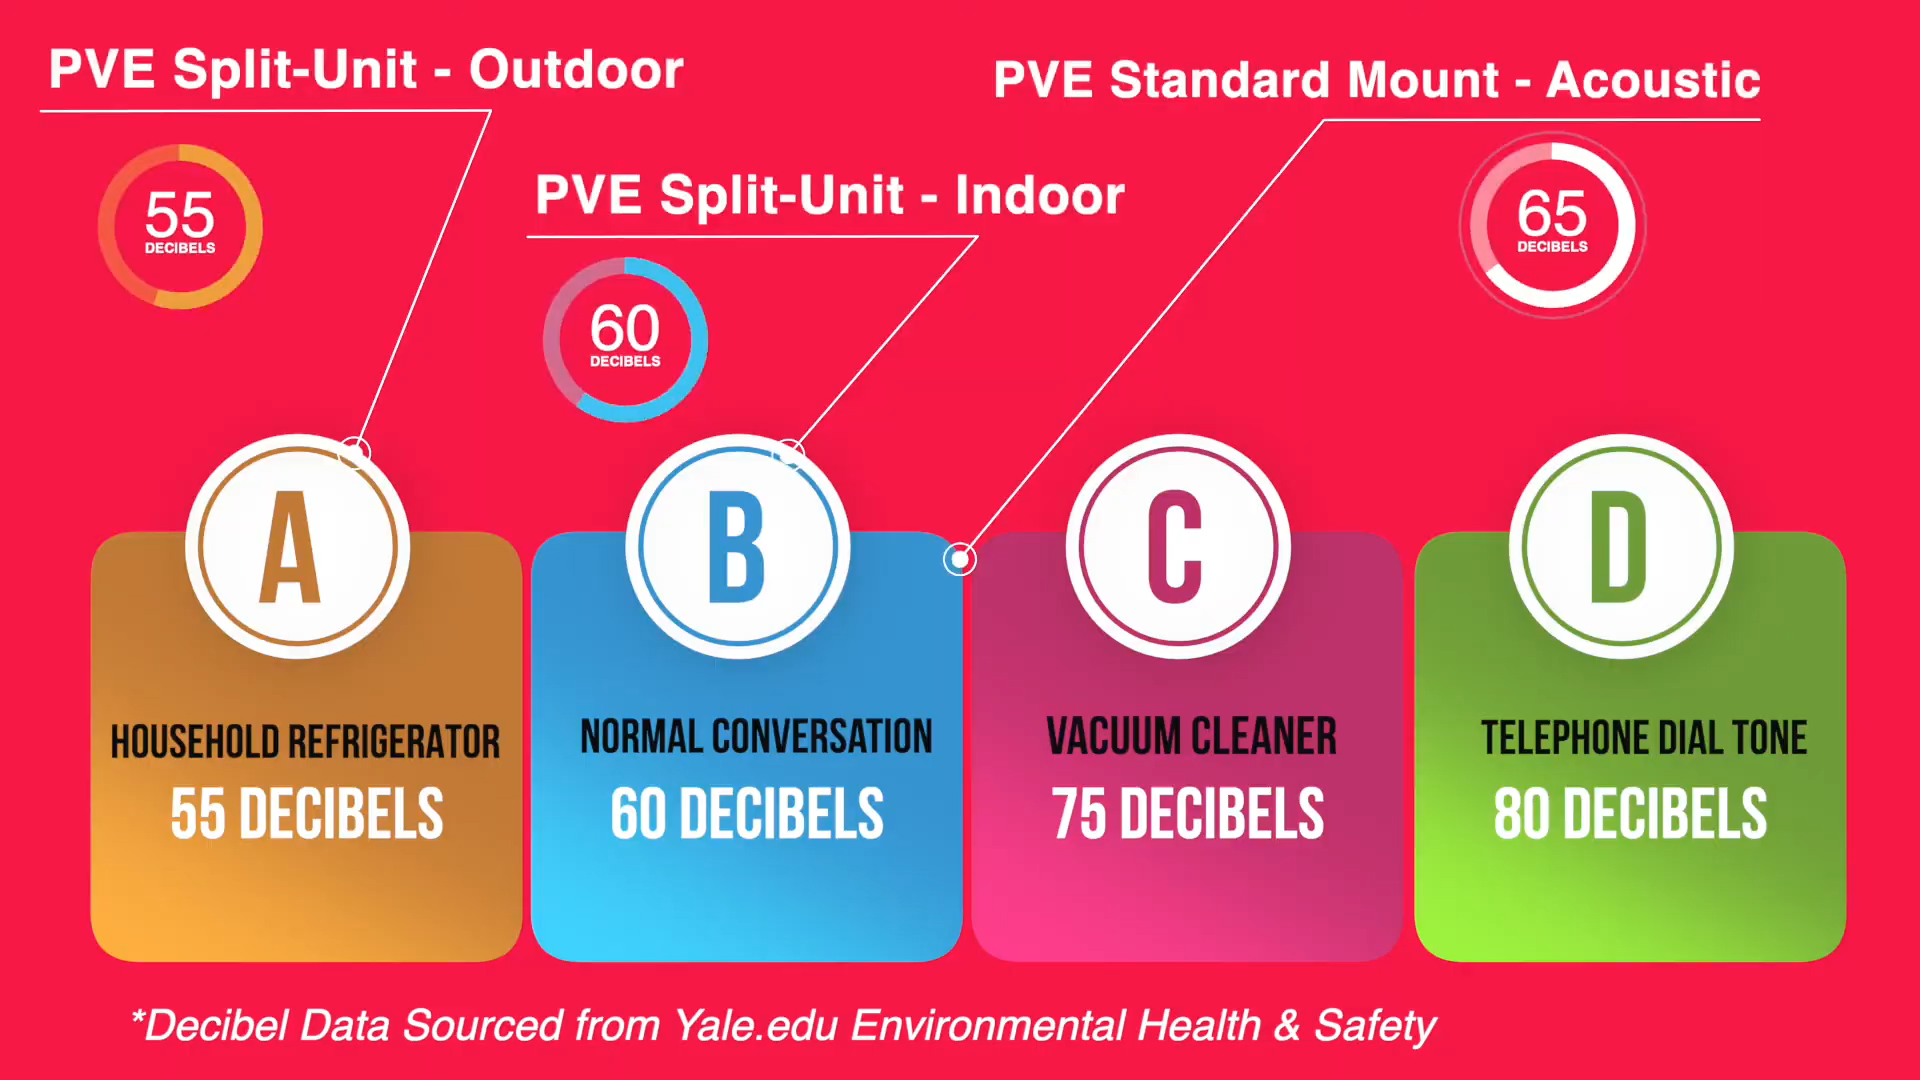 PVE Split-Unit - Outdoor
55
DECIBELS
PVE Split-Unit - Indoor
60
DECIBELS
PVE Standard Mount - Acoustic
65
DECIBELS
A
HOUSEHOLD REFRIGERATOR
55 DECIBELS
B
NORMAL CONVERSATION
60 DECIBELS
C
VACUUM CLEANER
75 DECIBELS
D
TELEPHONE DIAL TONE
80 DECIBELS
*Decibel Data Sourced from Yale.edu Environmental Health & Safety